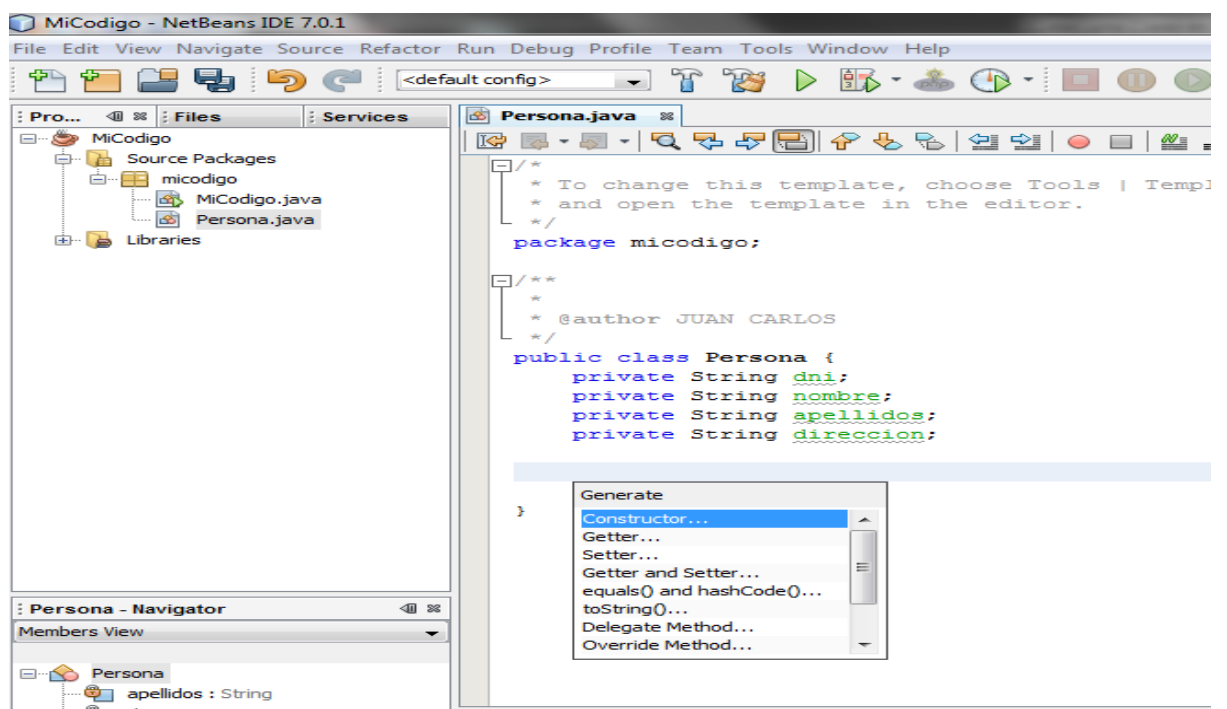 MiCodigo - NetBeans IDE 7.0.1
File Edit View Navigate Source Refactor Run Debug Profile Team Tools Window Help
<default config>
Pro... Files Services
MiCodigo
Source Packages
micodigo
MiCodigo.java
Persona.java
Libraries
Persona.java
/*
* To change this template, choose Tools | Templ
* and open the template in the editor.
*/
package micodigo;
/**
*
* @author JUAN CARLOS
*/
public class Persona {
private String dni;
private String nombre;
private String apellidos;
private String direccion;
Generate
Constructor...
Getter...
Setter...
Getter and Setter...
equals() and hashCode()...
toString()...
Delegate Method...
Override Method...
}
Persona - Navigator
Members View
Persona
apellidos : String